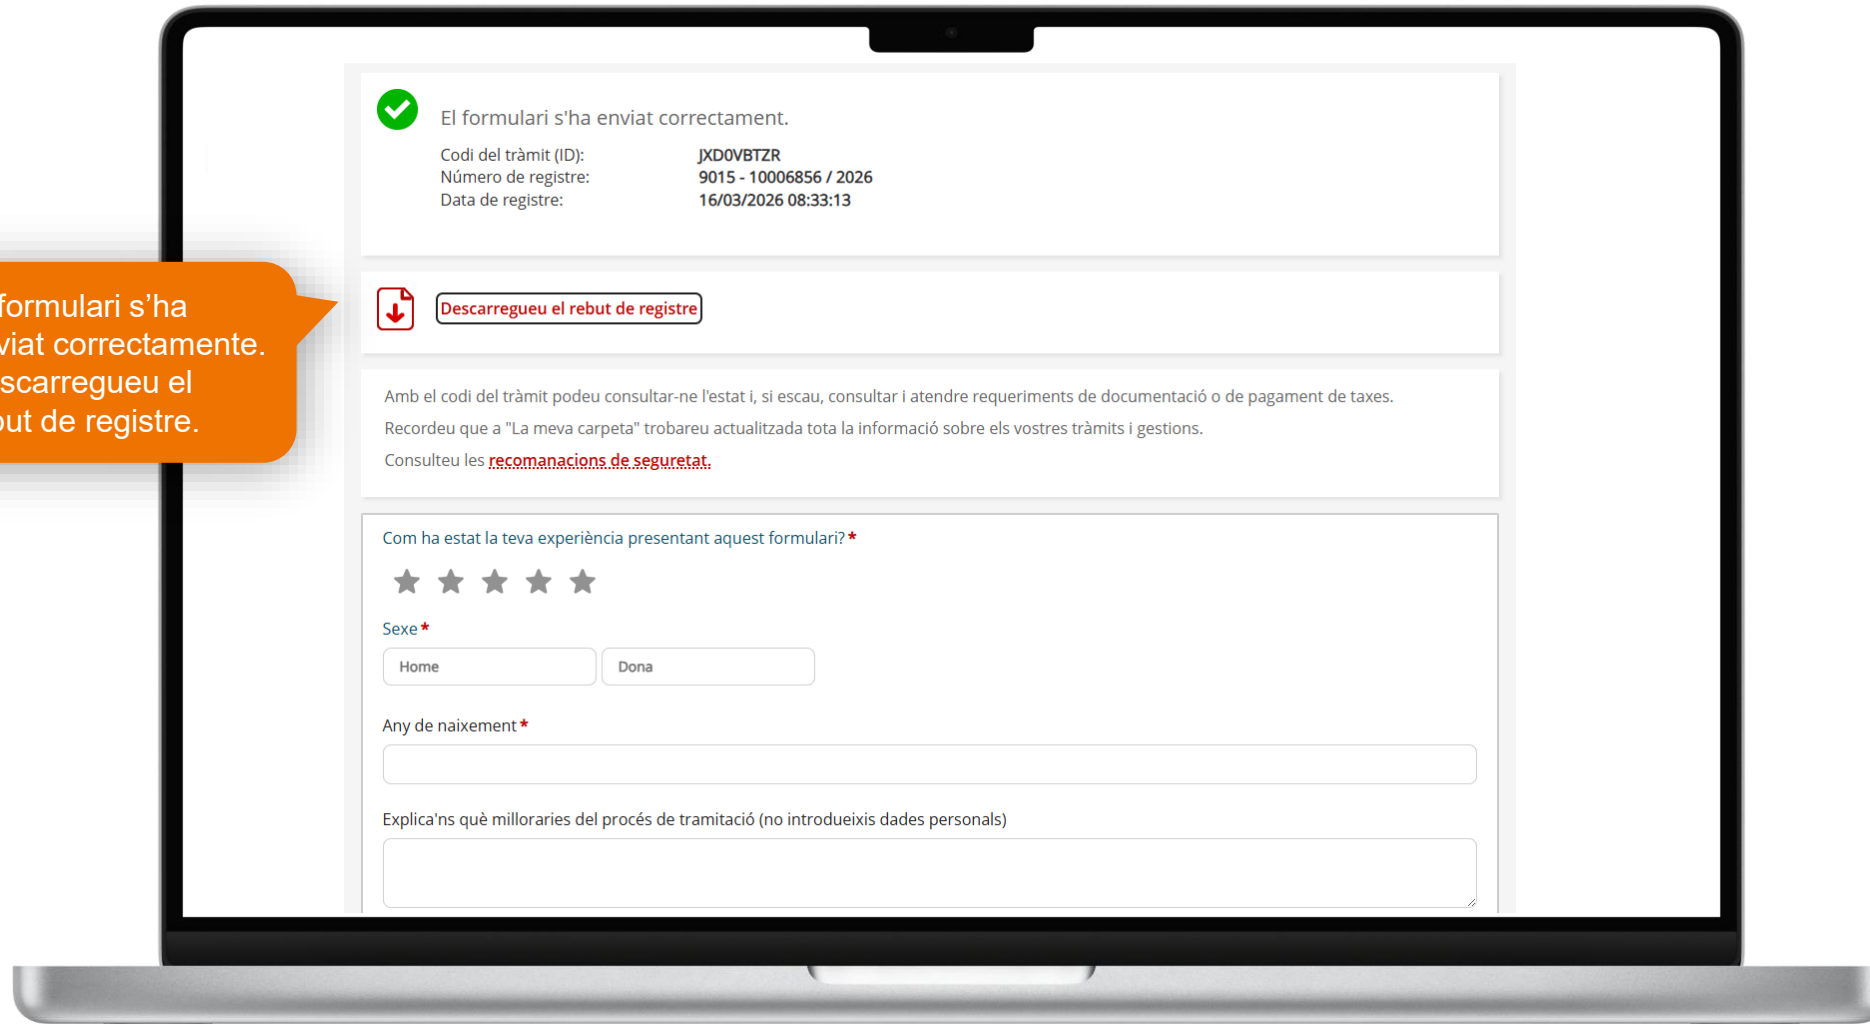 El formulari s'ha enviat correctament.
Codi del tràmit (ID): JXD0VBTZR
Número de registre: 9015 - 10006856 / 2026
Data de registre: 16/03/2026 08:33:13
formulari s’ha
correctamente.
el
de registre.
Descarregueu el rebut de registre
Amb el codi del tràmit podeu consultar-ne l'estat i, si escau, consultar i atendre requeriments de documentació o de pagament de taxes.
Recordeu que a "La meva carpeta" trobareu actualitzada tota la informació sobre els vostres tràmits i gestions.
Consulteu les recomanacions de seguretat.
Com ha estat la teva experiència presentant aquest formulari?*
Sexe*
Home Dona
Any de naixement*
Explica'ns què milloraries del procés de tramitació (no introdueixis dades personals)